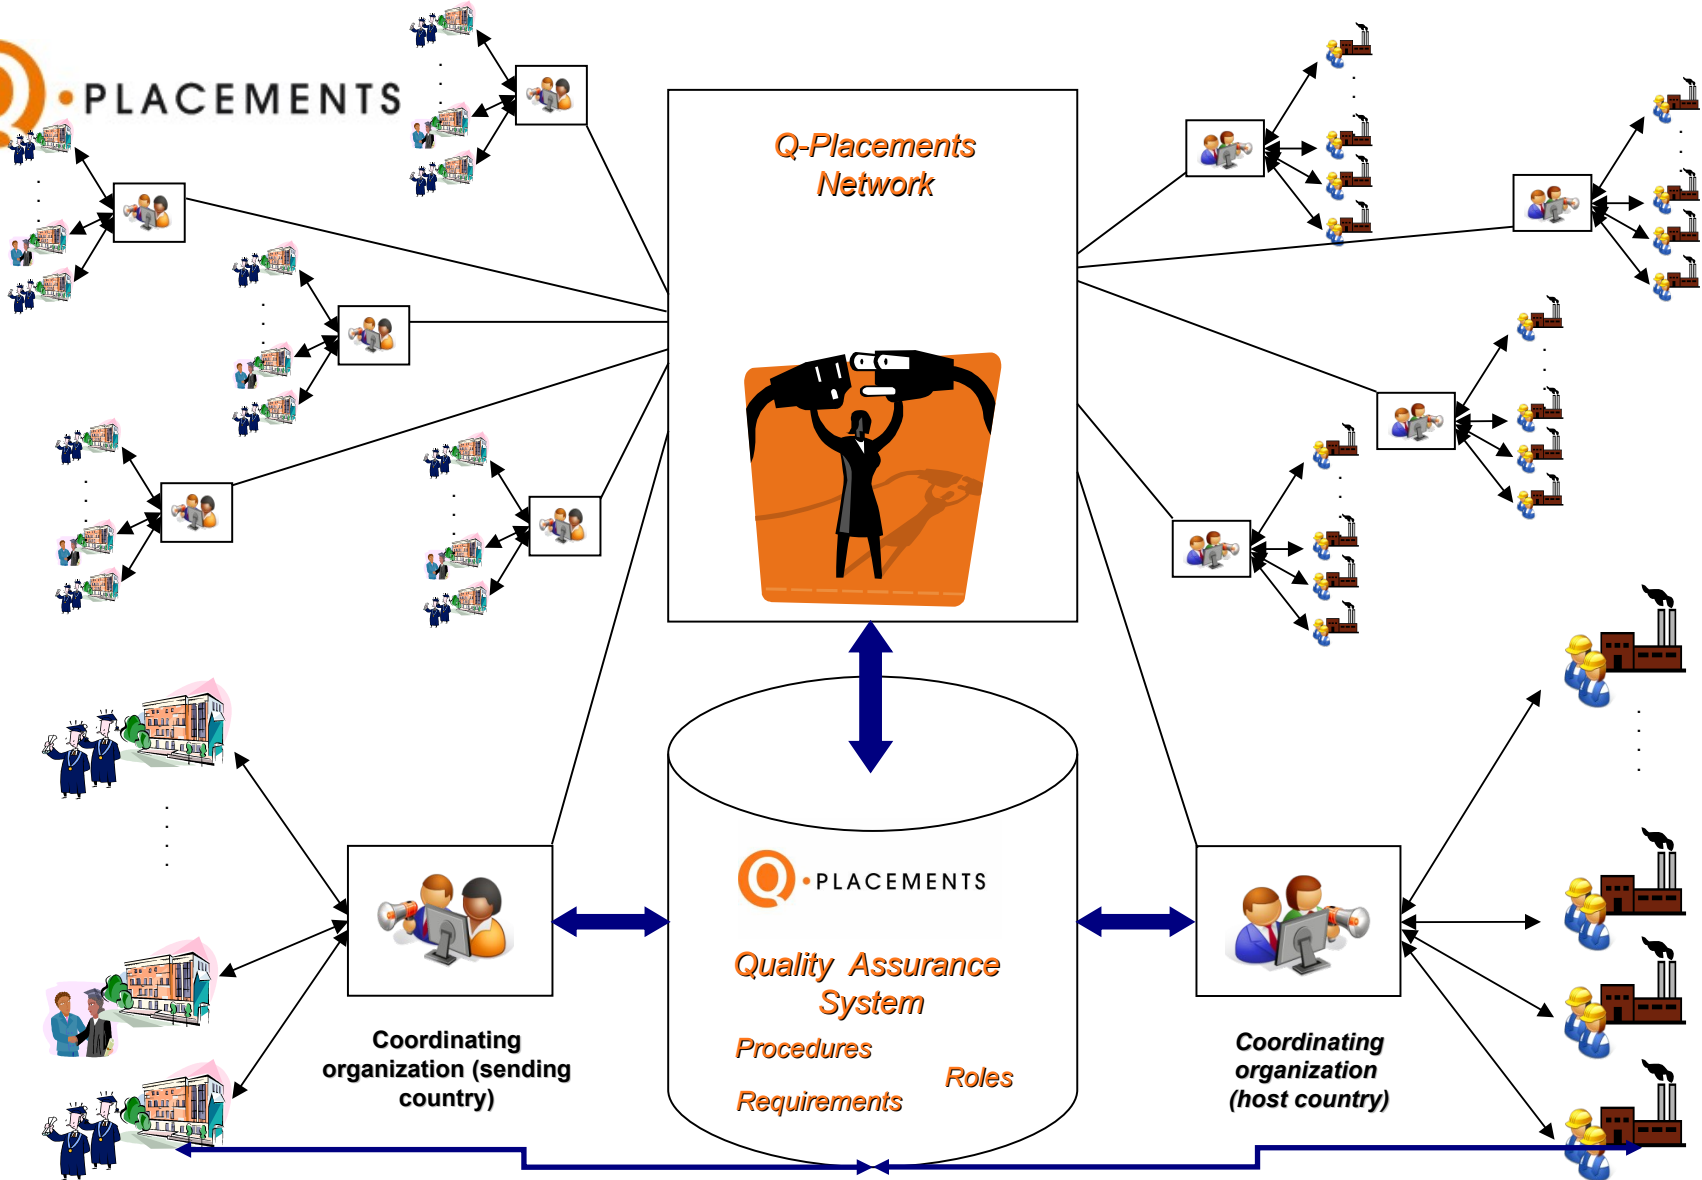 Q·PLACEMENTS
Q-Placements
Network
Q·PLACEMENTS
Quality Assurance
System
Procedures
Roles
Requirements
Coordinating
organization (sending
country)
Coordinating
organization
(host country)